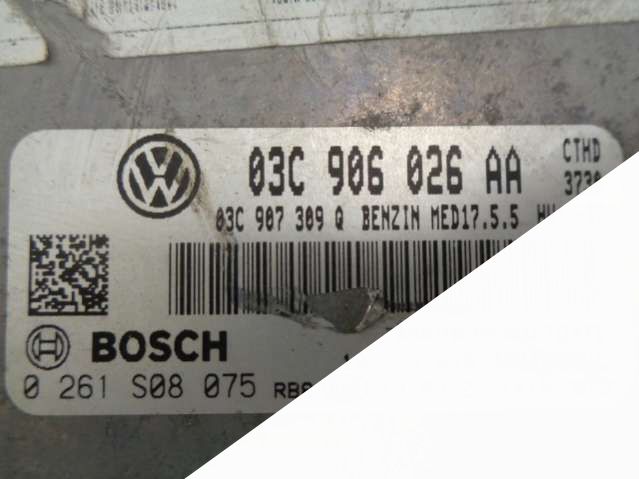 03C 906 026 AA CTHD
03C 907 309 Q BENZIN MED17.5.5
BOSCH
0 261 S08 075